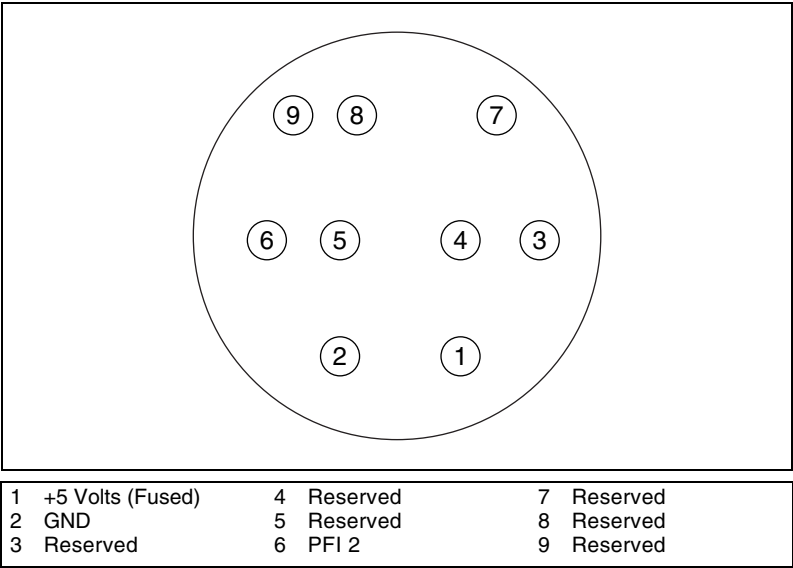 9 8 7
6 5 4 3
2 1
1 +5 Volts (Fused) 4 Reserved 7 Reserved
2 GND 5 Reserved 8 Reserved
3 Reserved 6 PFI 2 9 Reserved